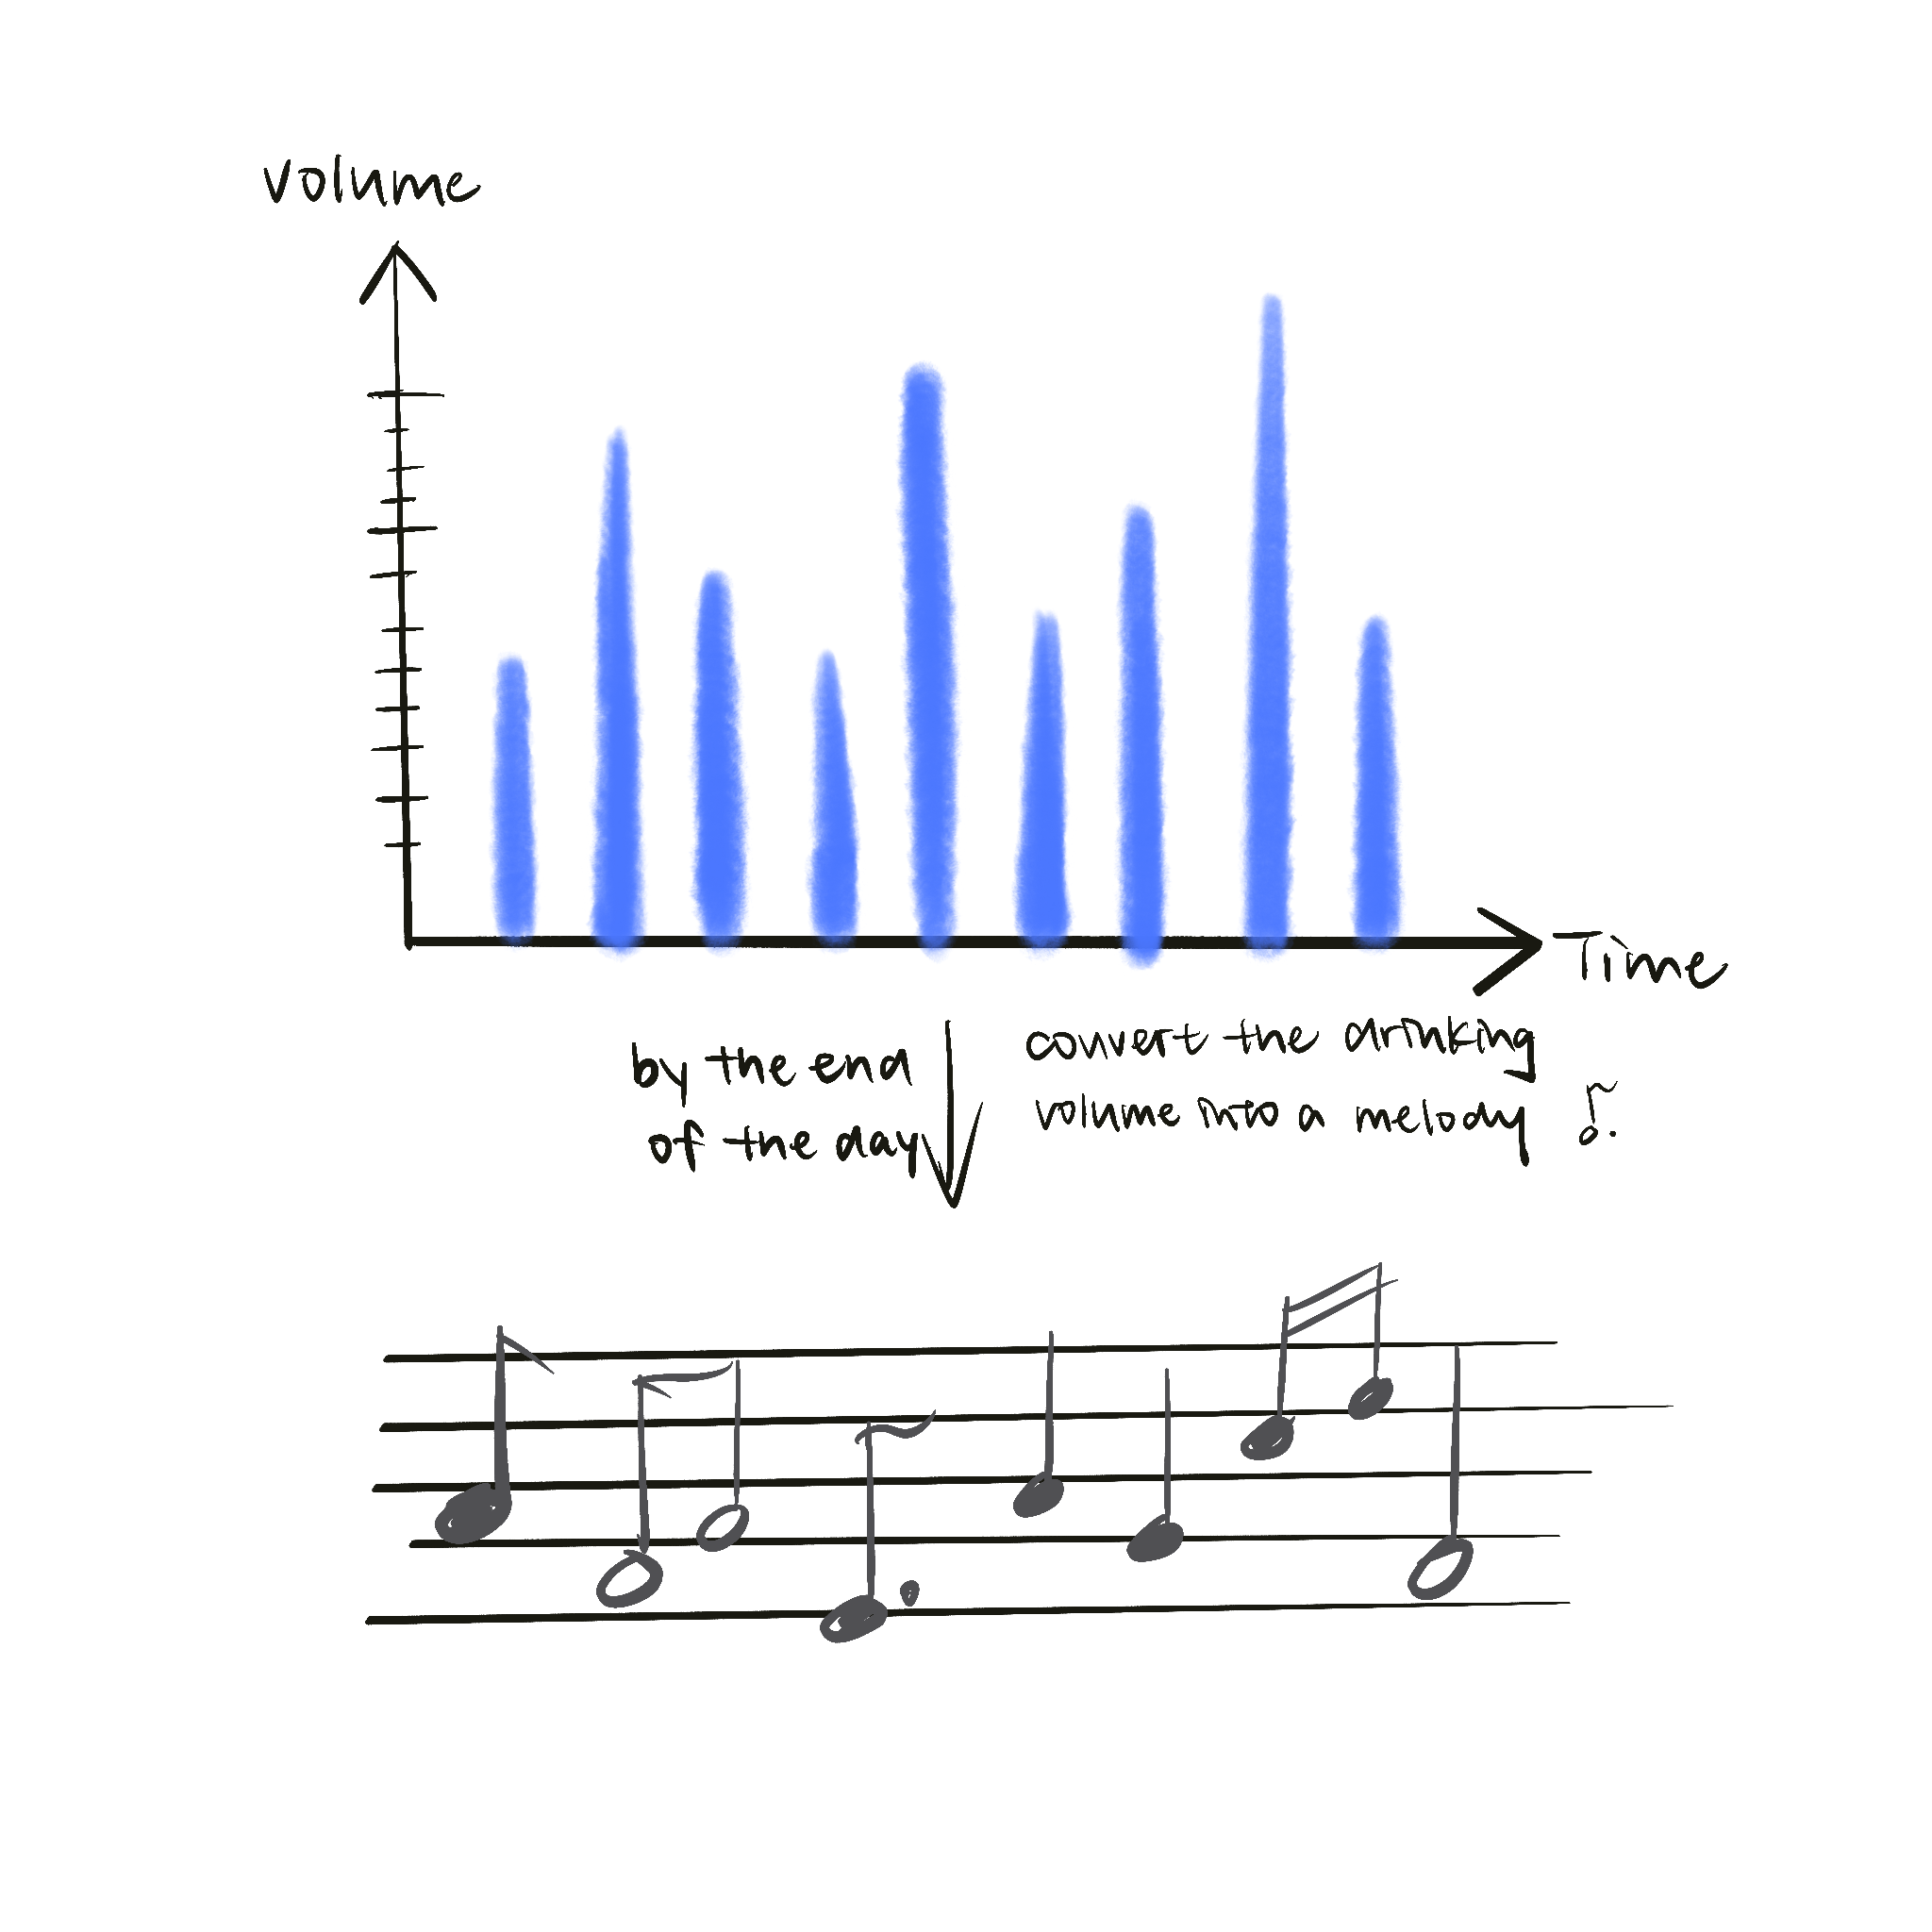 Volume
Time
by the end
of the day
convert the drinking
volume into a melody